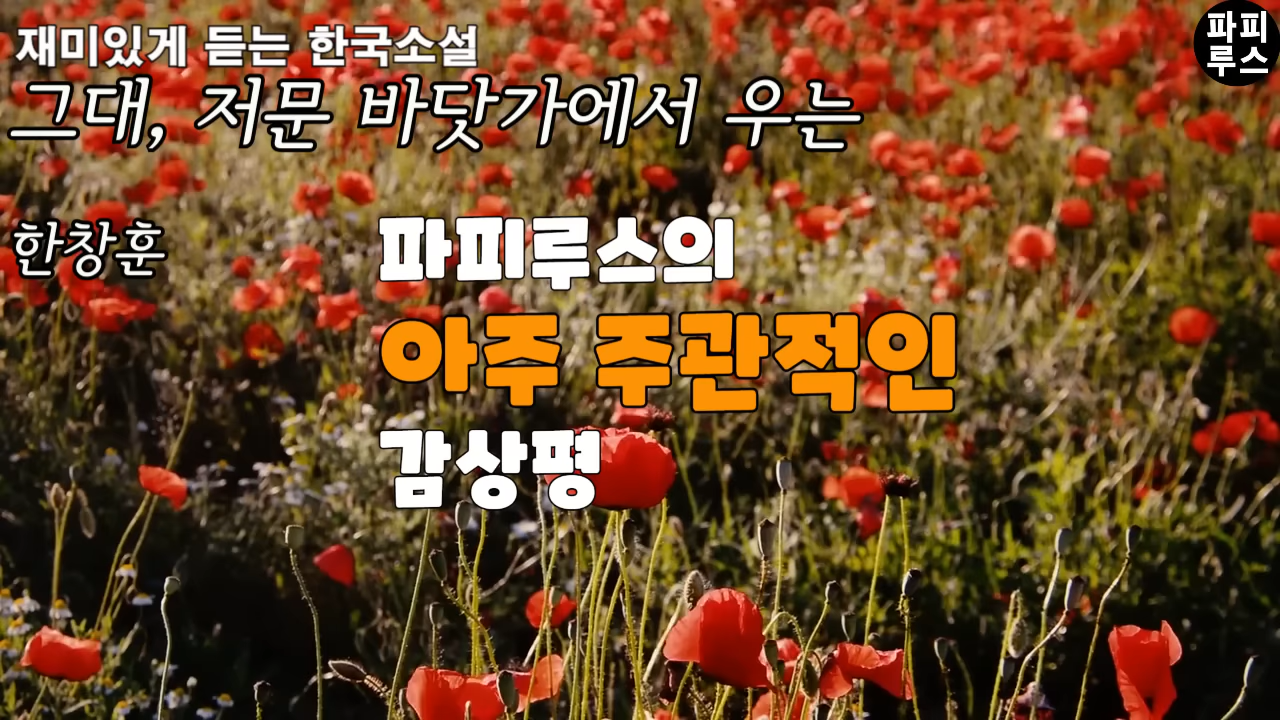 재미있게 듣는 한국소설
파피
루스
그대, 저문 바닷가에서 우는
한창훈
파피루스의
아주 주관적인
감상평